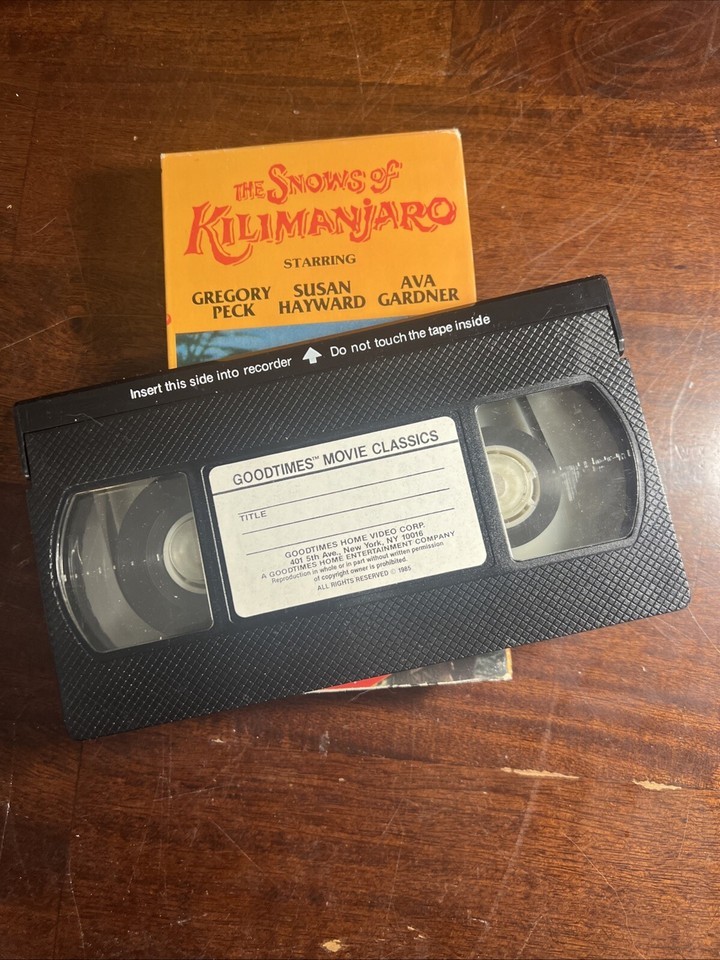 THE SNOWS of
KILIMANJARO
STARRING
GREGORY PECK
SUSAN HAYWARD
AVA GARDNER
Insert this side into recorder Do not touch the tape inside
GOODTIMES™ MOVIE CLASSICS
TITLE
GOODTIMES HOME VIDEO CORP.
401 5th Ave., New York, NY 10016
A GOODTIMES HOME ENTERTAINMENT COMPANY
Reproduction in whole or in part without written permission
of copyright owner is prohibited.
ALL RIGHTS RESERVED © 1985